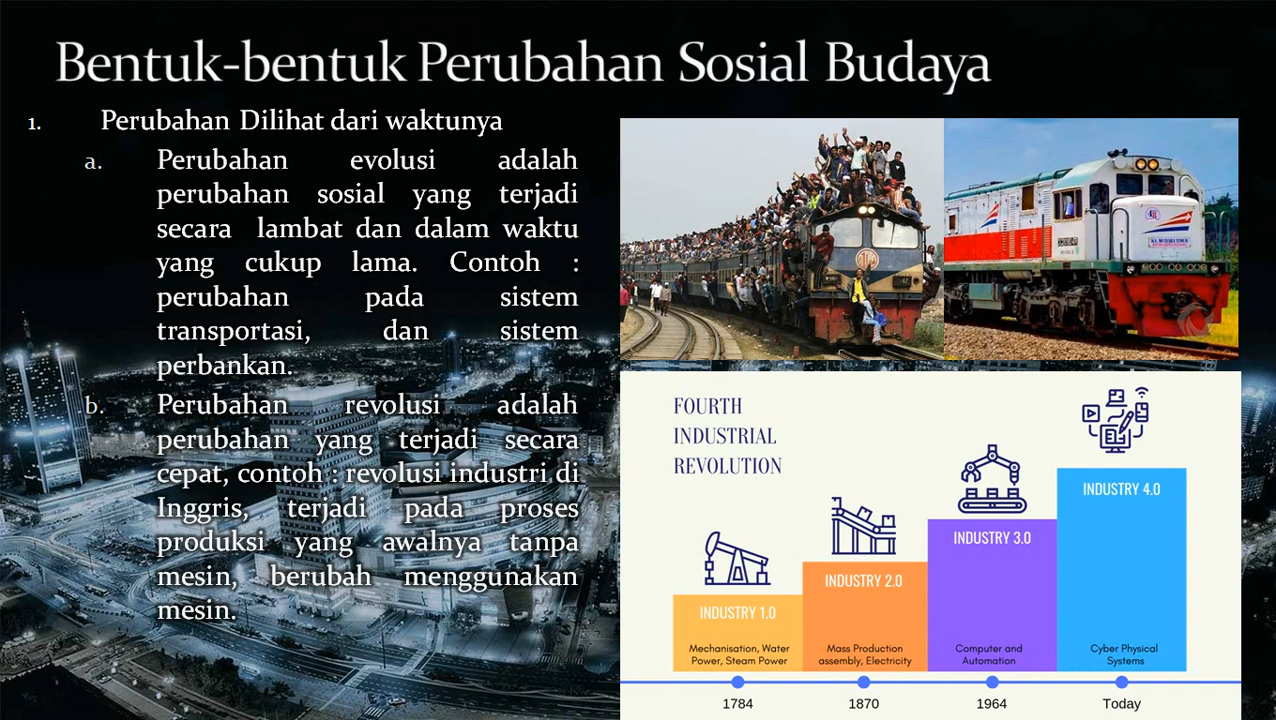 Bentuk-bentuk Perubahan Sosial Budaya
1. Perubahan Dilihat dari waktunya
a. Perubahan evolusi adalah
perubahan sosial yang terjadi
secara lambat dan dalam waktu
yang cukup lama. Contoh :
perubahan pada sistem
transportasi, dan sistem
perbankan.
b. Perubahan revolusi adalah
perubahan yang terjadi secara
cepat, contoh : revolusi industri di
Inggris, terjadi pada proses
produksi yang awalnya tanpa
mesin, berubah menggunakan
mesin.
FOURTH
INDUSTRIAL
REVOLUTION
INDUSTRY 1.0
Mechanisation, Water
Power, Steam Power
1784
INDUSTRY 2.0
Mass Production
assembly, Electricity
1870
INDUSTRY 3.0
Computer and
Automation
1964
INDUSTRY 4.0
Cyber Physical
Systems
Today